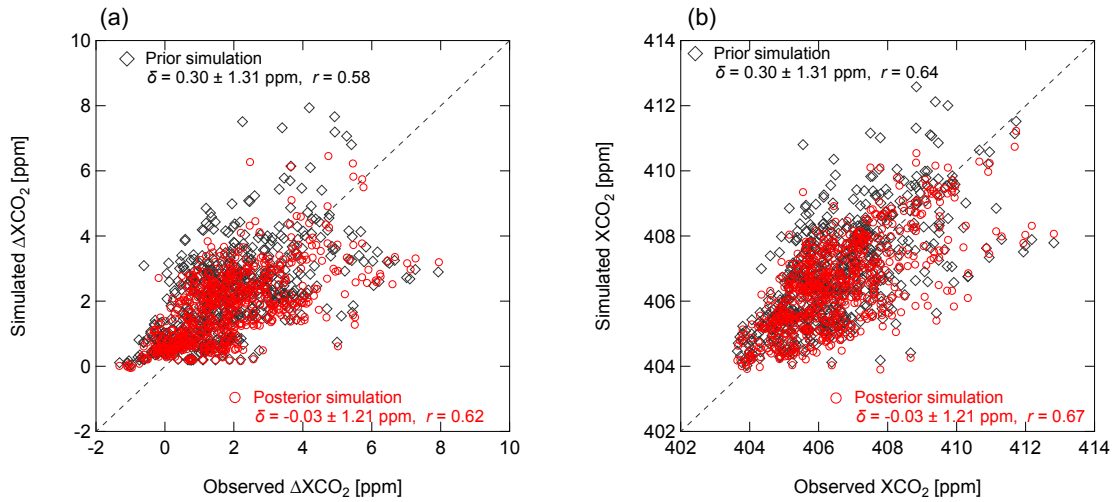 (a)
10
8
6
4
2
0
-2
Simulated ΔXCO₂ [ppm]
Prior simulation
δ = 0.30 ± 1.31 ppm, r = 0.58
Posterior simulation
δ = -0.03 ± 1.21 ppm, r = 0.62
-2 0 2 4 6 8 10
Observed ΔXCO₂ [ppm]
(b)
414
412
410
408
406
404
402
Simulated XCO₂ [ppm]
Prior simulation
δ = 0.30 ± 1.31 ppm, r = 0.64
Posterior simulation
δ = -0.03 ± 1.21 ppm, r = 0.67
402 404 406 408 410 412 414
Observed XCO₂ [ppm]